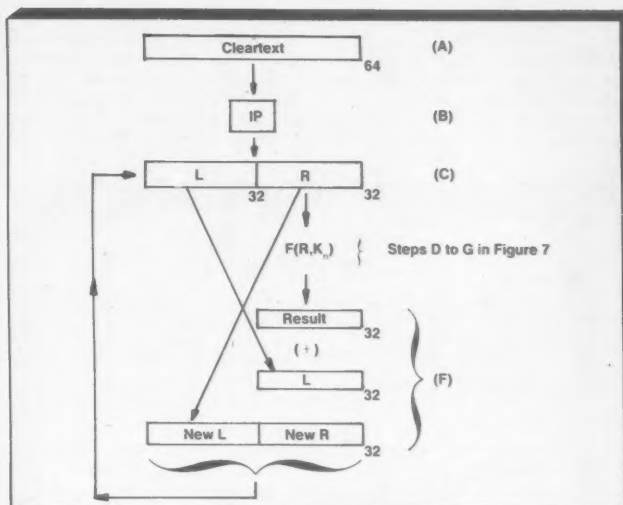 Cleartext
(A)
64
IP
(B)
L R
(C)
32 32
F(R,Kn) { Steps D to G in Figure 7
Result
32
(+)
L
(F)
32
New L New R
32